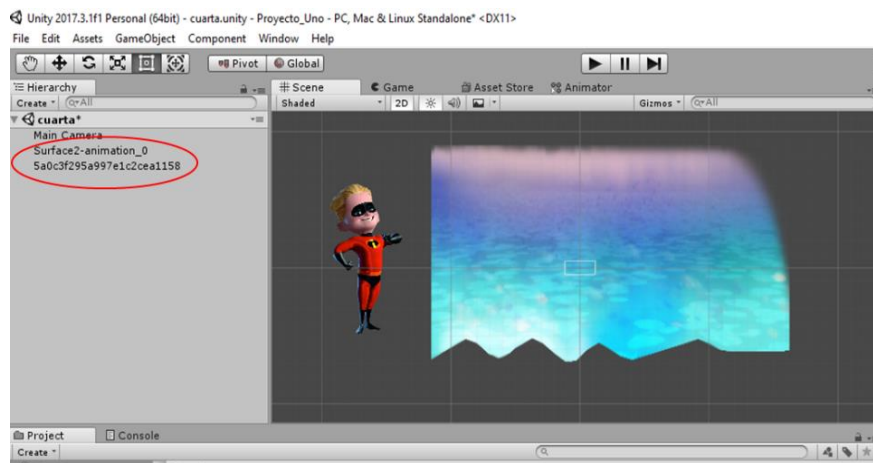 Unity 2017.3.1f1 Personal (64bit) - cuarta.unity - Proyecto_Uno - PC, Mac & Linux Standalone* <DX11>
File Edit Assets GameObject Component Window Help
Pivot Global
Hierarchy Scene Game Asset Store Animator
Create All Shaded 2D Gizmos All
cuarta*
Main Camera
Surface2-animation_0
5a0c3f295a997e1c2cea1158
Project Console
Create